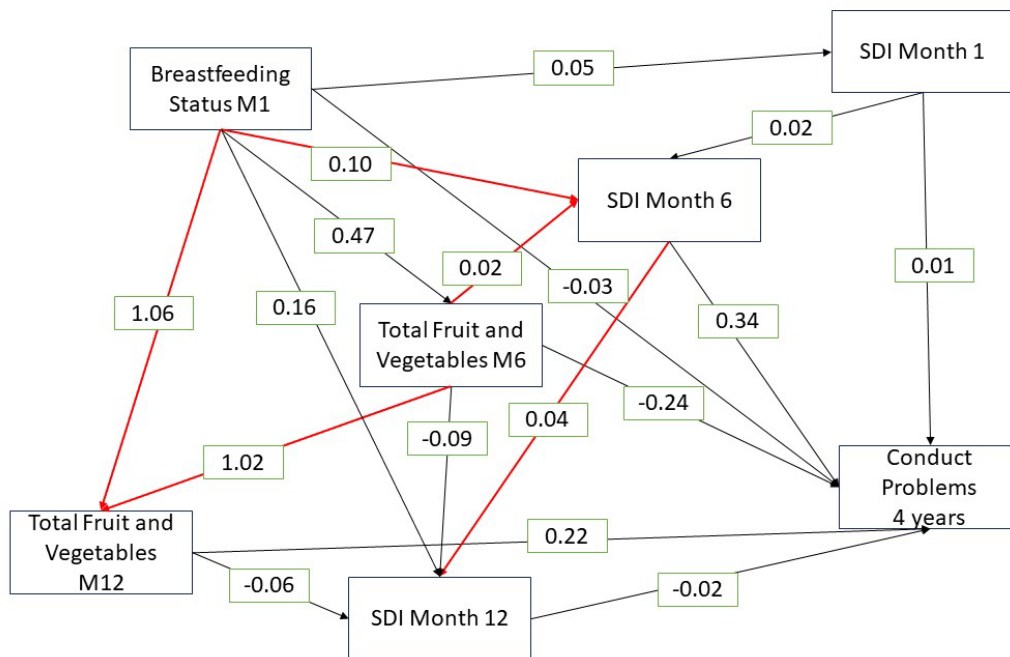 SDI Month 1
Breastfeeding
Status M1
0.05
0.02
0.10
SDI Month 6
0.47
0.02
0.01
-0.03
1.06
0.16
0.34
Total Fruit and
Vegetables M6
-0.24
0.04
-0.09
1.02
Conduct
Problems
4 years
Total Fruit and
Vegetables
M12
0.22
-0.06
-0.02
SDI Month 12